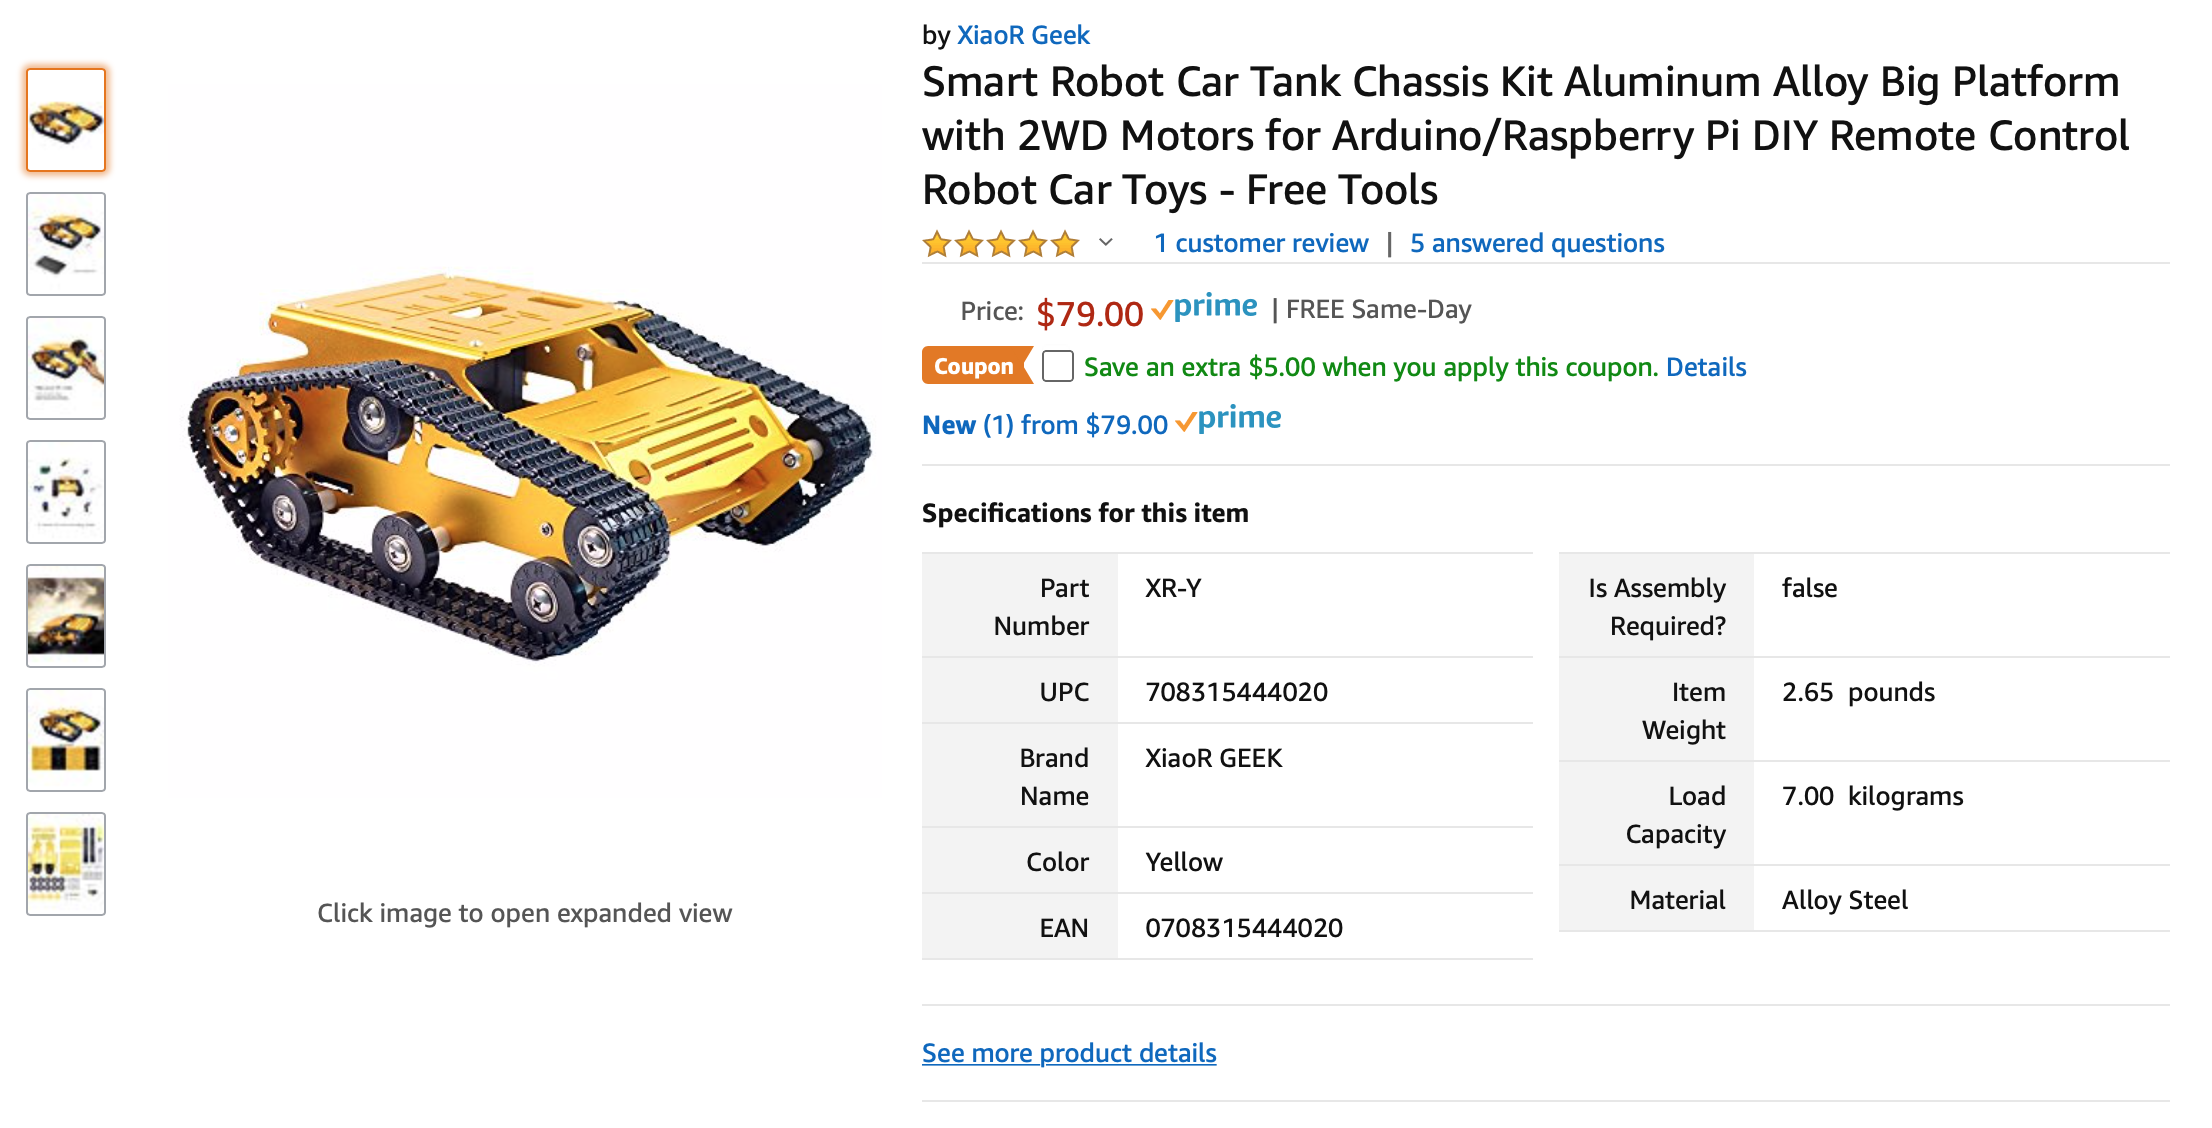 by XiaoR Geek
Smart Robot Car Tank Chassis Kit Aluminum Alloy Big Platform
with 2WD Motors for Arduino/Raspberry Pi DIY Remote Control
Robot Car Toys - Free Tools
1 customer review | 5 answered questions
Price: $79.00 prime | FREE Same-Day
Coupon Save an extra $5.00 when you apply this coupon. Details
New (1) from $79.00 prime
Specifications for this item
Part
Number
XR-Y
UPC
708315444020
Brand
Name
XiaoR GEEK
Color
Yellow
EAN
0708315444020
Is Assembly
Required?
false
Item
Weight
2.65 pounds
Load
Capacity
7.00 kilograms
Material
Alloy Steel
Click image to open expanded view
See more product details